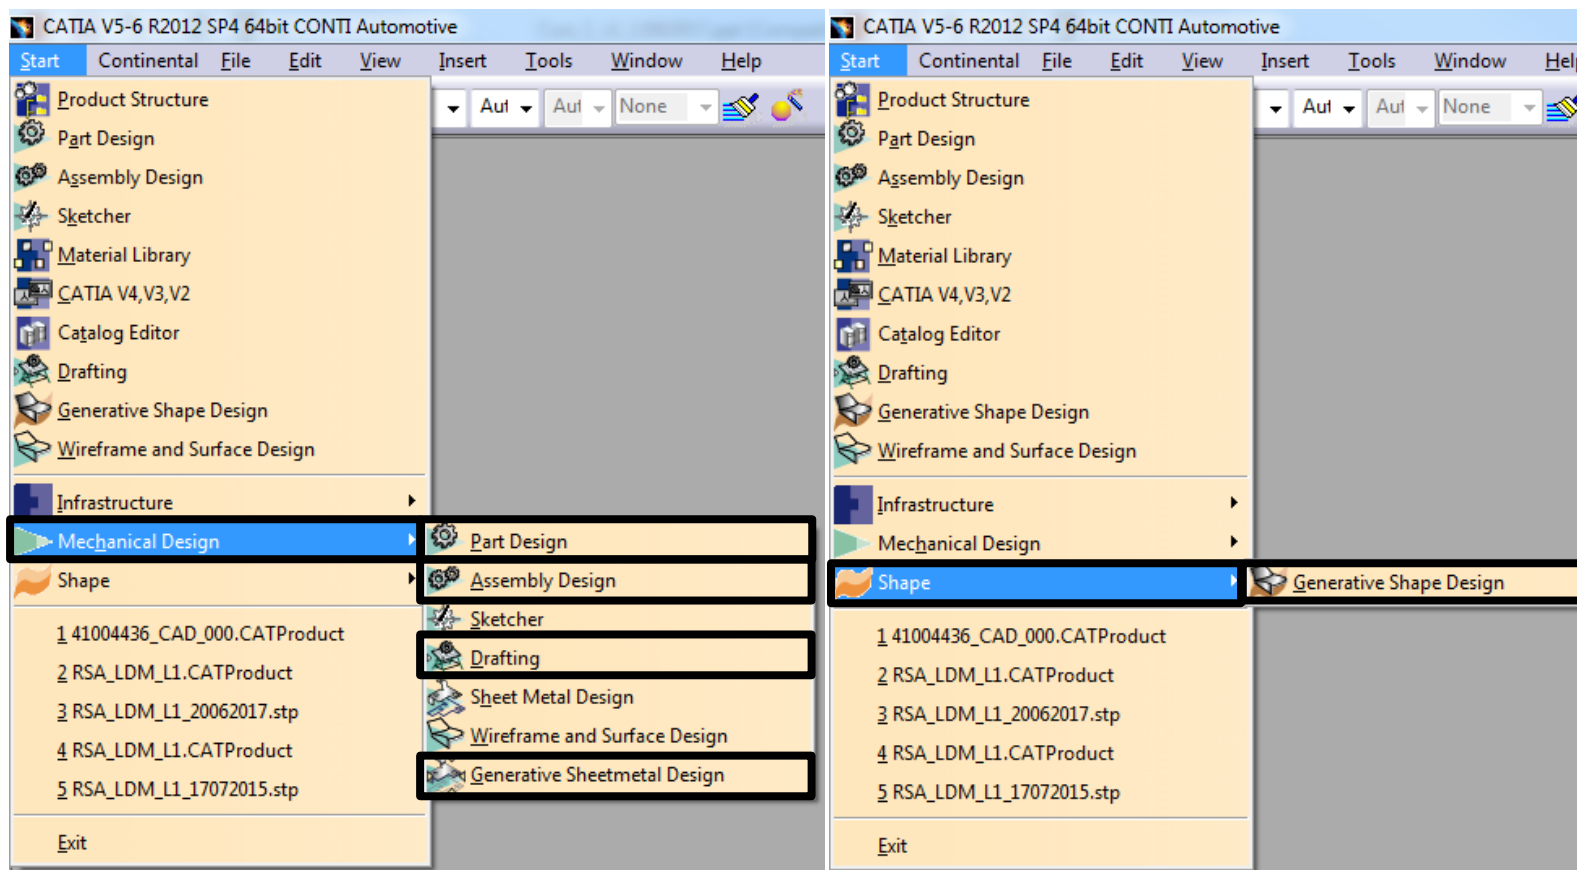 CATIA V5-6 R2012 SP4 64bit CONTI Automotive
Start Continental File Edit View Insert Tools Window Help
Aut Aut None
Product Structure
Part Design
Assembly Design
Sketcher
Material Library
CATIA V4,V3,V2
Catalog Editor
Drafting
Generative Shape Design
Wireframe and Surface Design
Infrastructure
Mechanical Design
Shape
1 41004436_CAD_000.CATProduct
2 RSA_LDM_L1.CATProduct
3 RSA_LDM_L1_20062017.stp
4 RSA_LDM_L1.CATProduct
5 RSA_LDM_L1_17072015.stp
Exit
Part Design
Assembly Design
Sketcher
Drafting
Sheet Metal Design
Wireframe and Surface Design
Generative Sheetmetal Design
CATIA V5-6 R2012 SP4 64bit CONTI Automotive
Start Continental File Edit View Insert Tools Window Hel
Aut Aut None
Product Structure
Part Design
Assembly Design
Sketcher
Material Library
CATIA V4,V3,V2
Catalog Editor
Drafting
Generative Shape Design
Wireframe and Surface Design
Infrastructure
Mechanical Design
Shape
1 41004436_CAD_000.CATProduct
2 RSA_LDM_L1.CATProduct
3 RSA_LDM_L1_20062017.stp
4 RSA_LDM_L1.CATProduct
5 RSA_LDM_L1_17072015.stp
Exit
Generative Shape Design